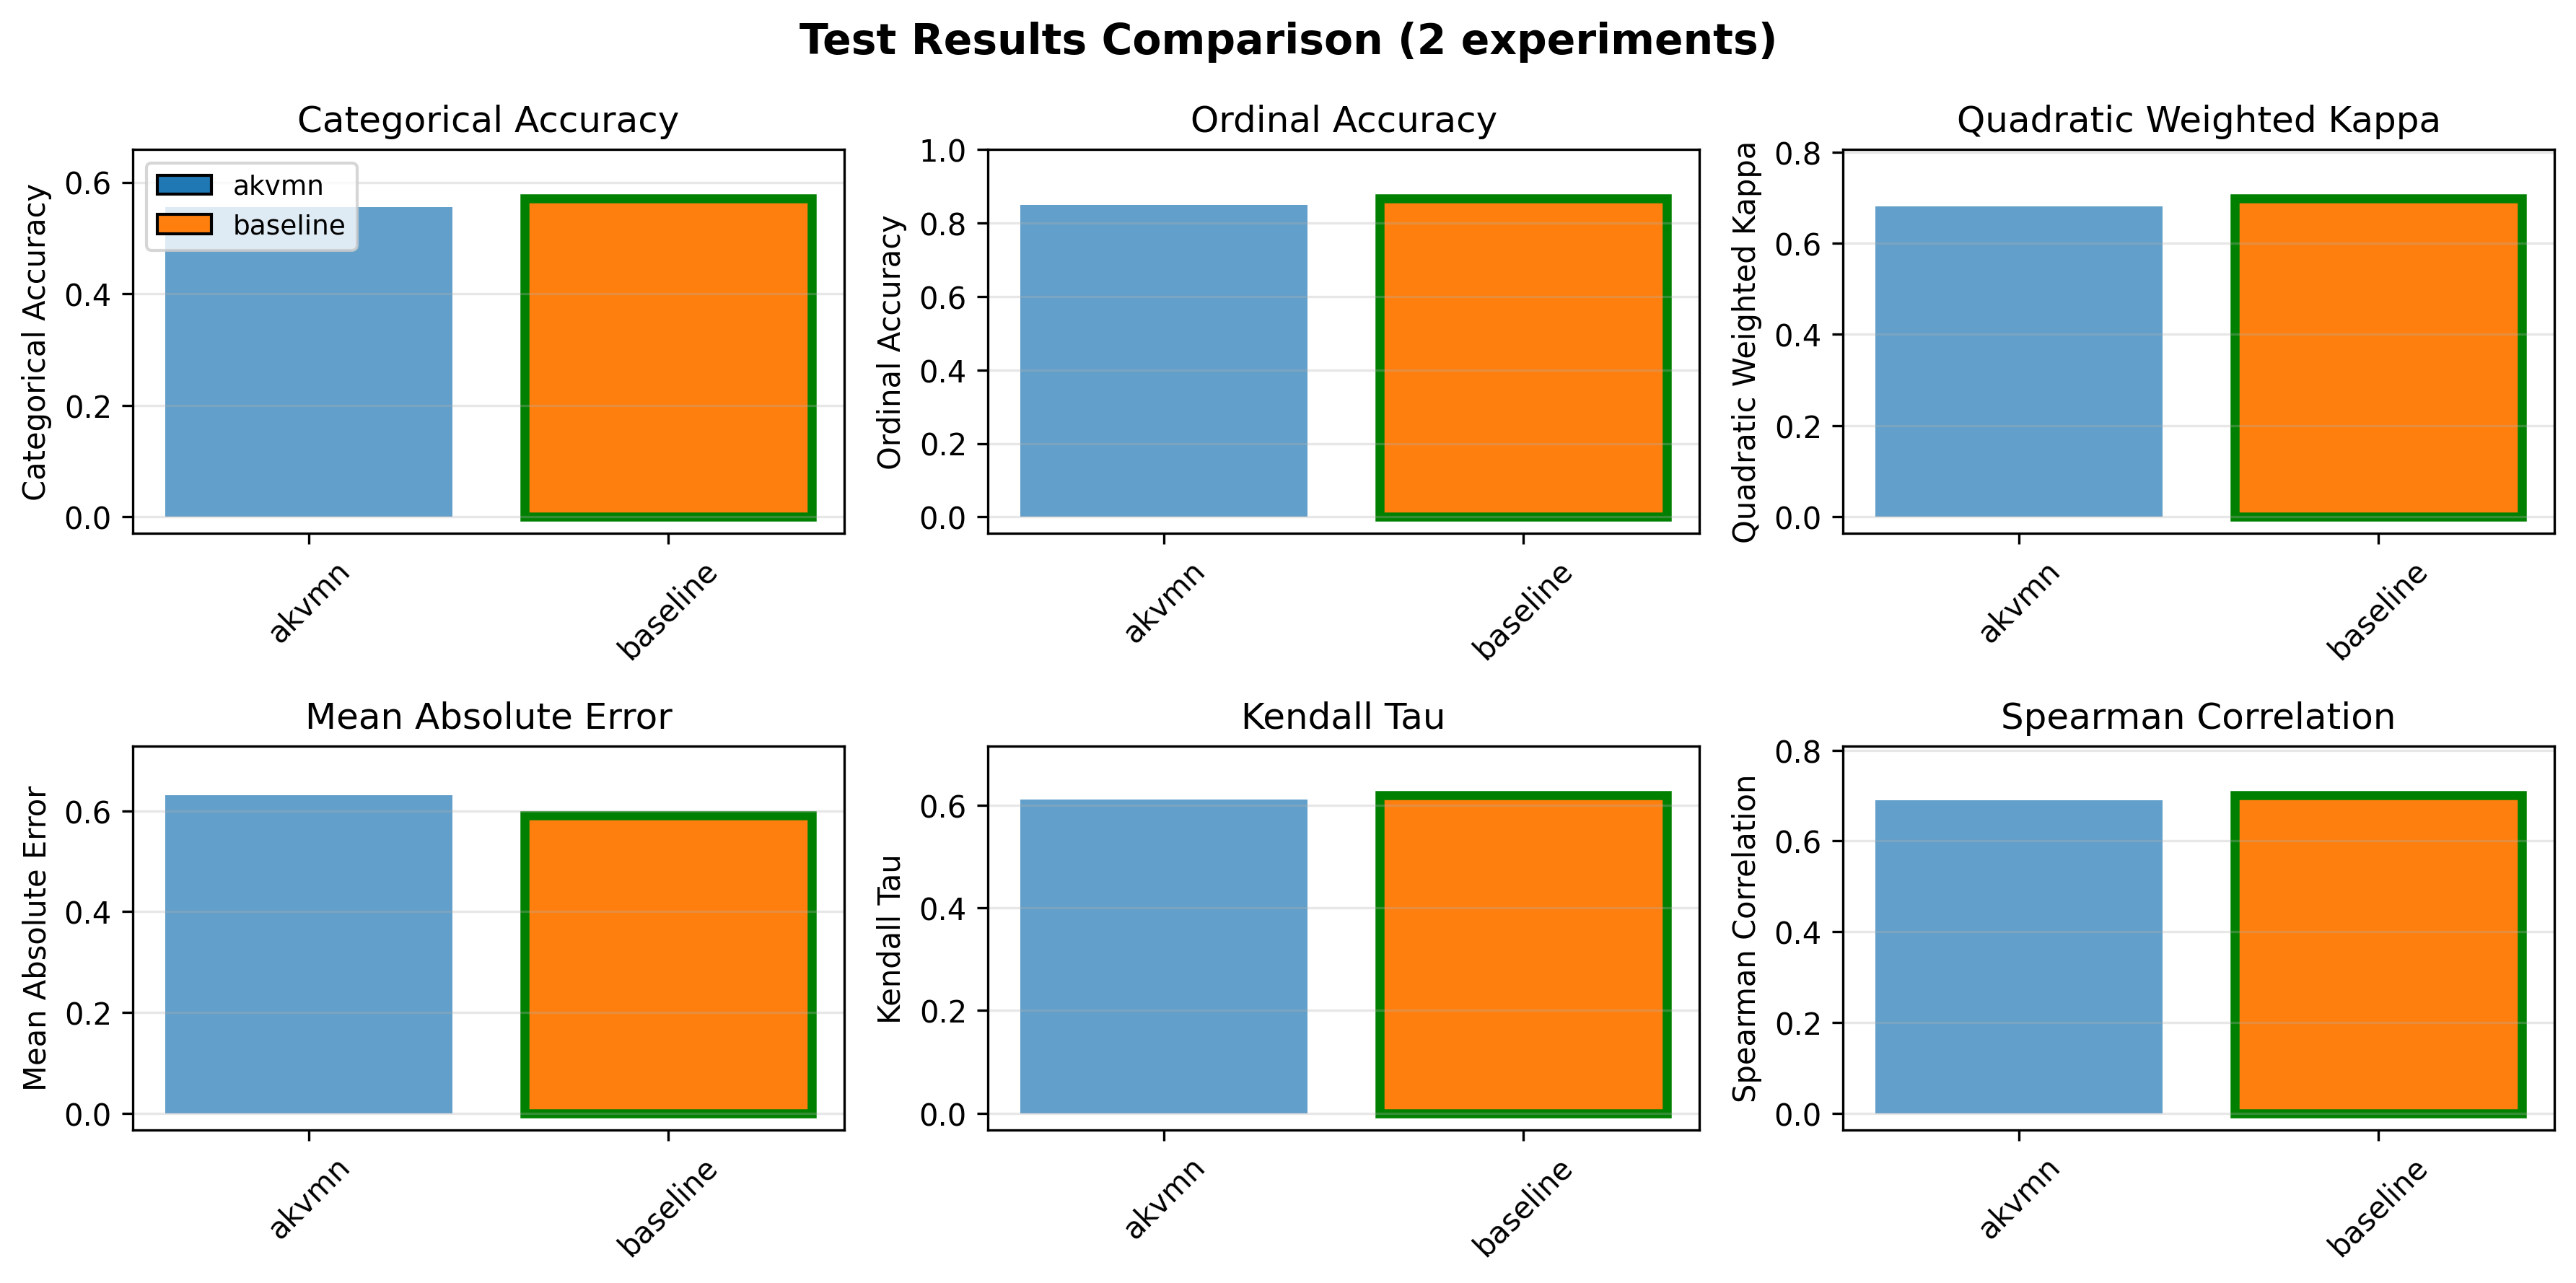 Test Results Comparison (2 experiments)
Categorical Accuracy
Categorical Accuracy
0.6
0.4
0.2
0.0
akvmn
baseline
akvmn
baseline
Ordinal Accuracy
Ordinal Accuracy
1.0
0.8
0.6
0.4
0.2
0.0
akvmn
baseline
Quadratic Weighted Kappa
Quadratic Weighted Kappa
0.8
0.6
0.4
0.2
0.0
akvmn
baseline
Mean Absolute Error
Mean Absolute Error
0.6
0.4
0.2
0.0
akvmn
baseline
Kendall Tau
Kendall Tau
0.6
0.4
0.2
0.0
akvmn
baseline
Spearman Correlation
Spearman Correlation
0.8
0.6
0.4
0.2
0.0
akvmn
baseline